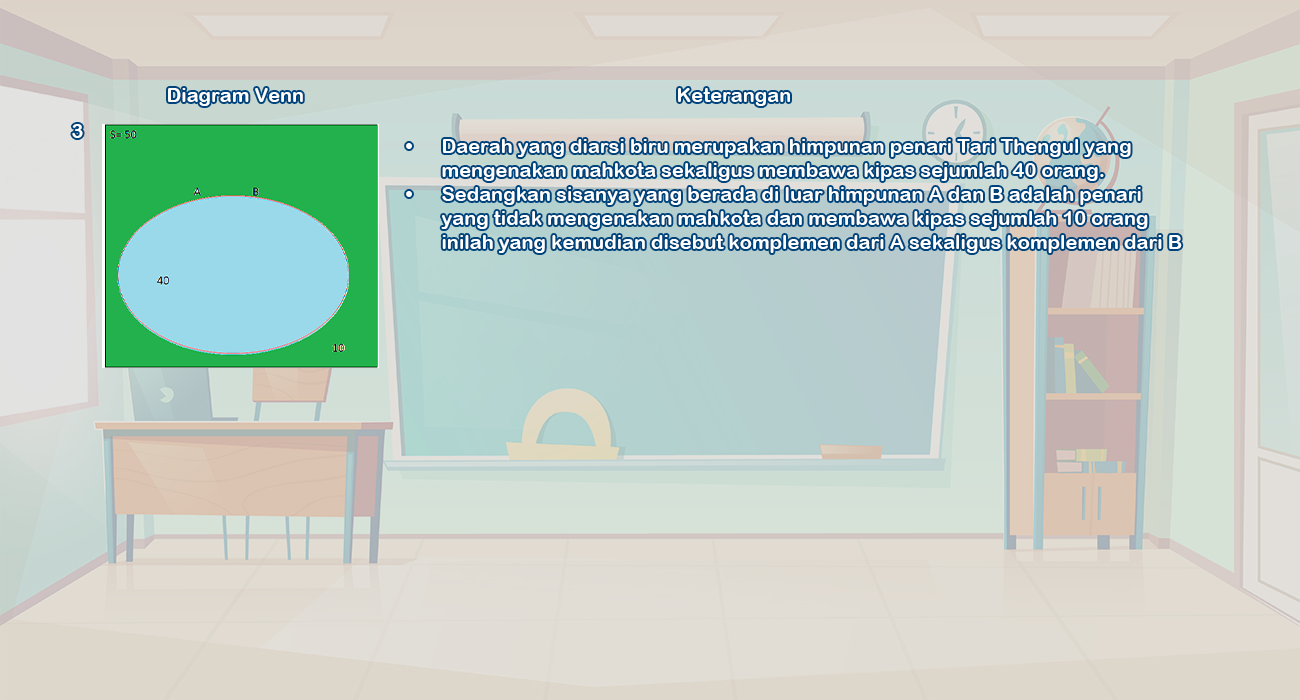 Diagram Venn
Keterangan
3
S= 50
A
B
40
10
• Daerah yang diarsi biru merupakan himpunan penari Tari Thengul yang
mengenakan mahkota sekaligus membawa kipas sejumlah 40 orang.
• Sedangkan sisanya yang berada di luar himpunan A dan B adalah penari
yang tidak mengenakan mahkota dan membawa kipas sejumlah 10 orang
inilah yang kemudian disebut komplemen dari A sekaligus komplemen dari B